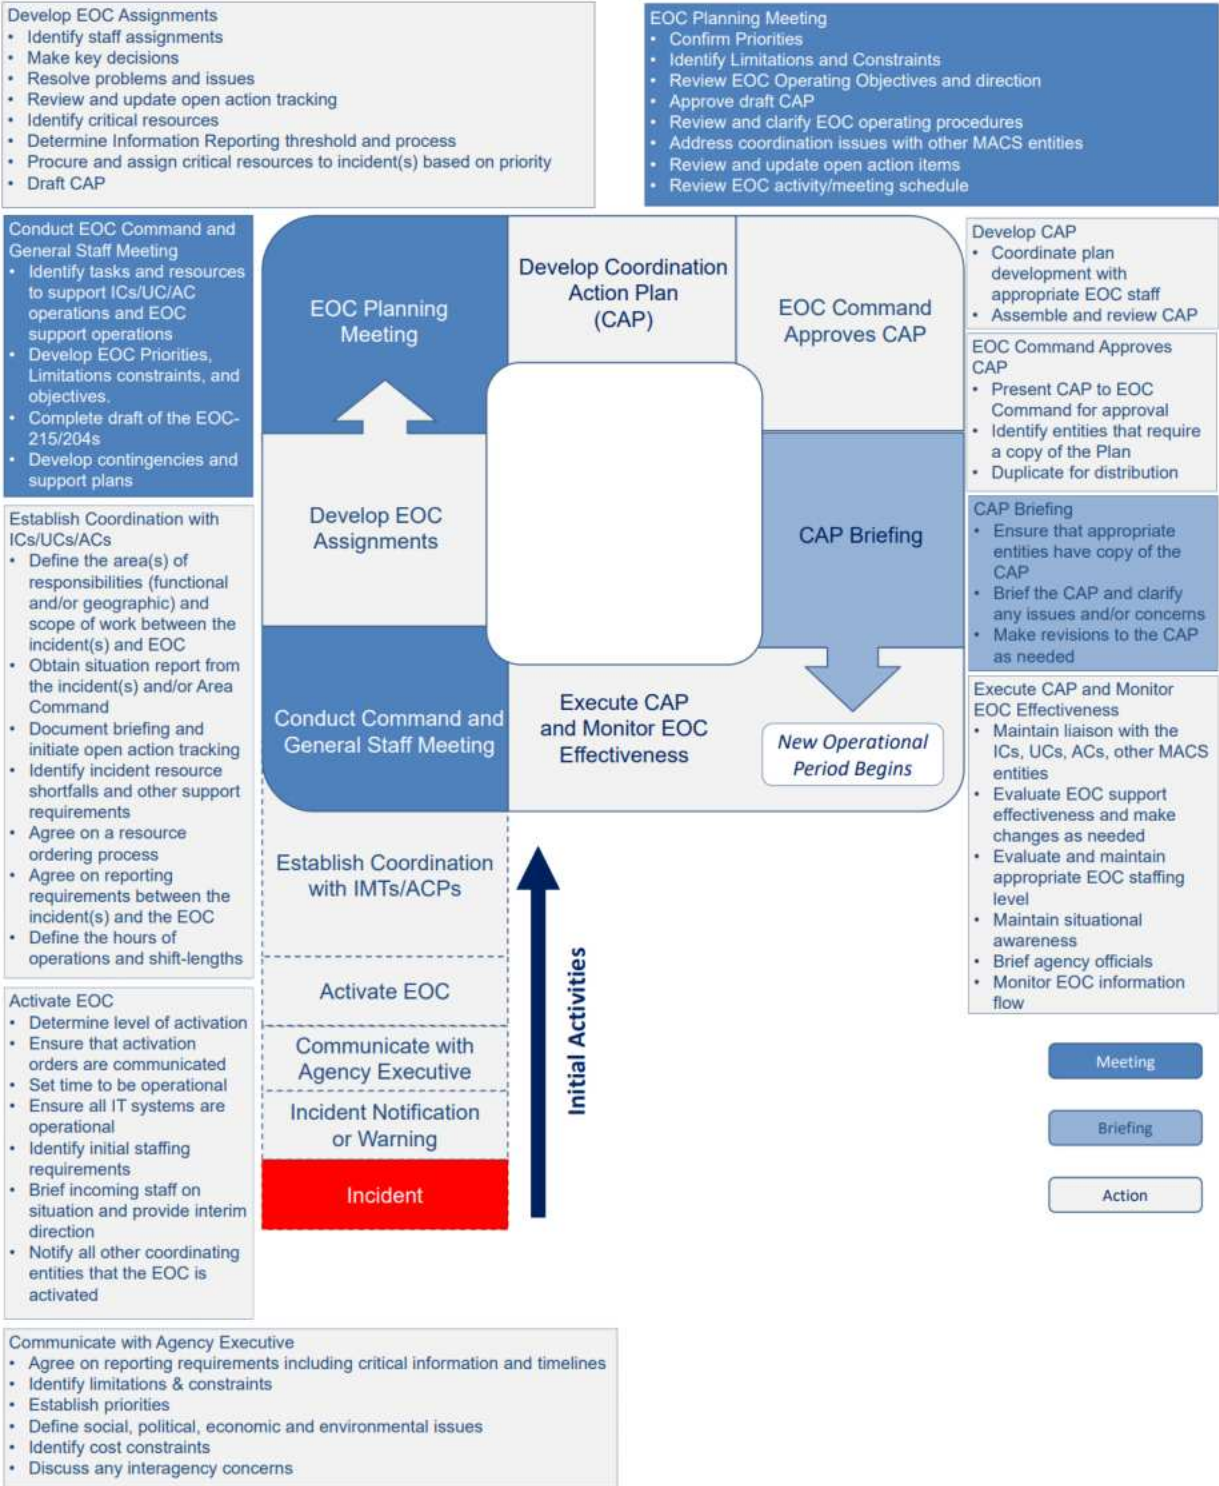 Develop EOC Assignments
• Identify staff assignments
• Make key decisions
• Resolve problems and issues
• Review and update open action tracking
• Identify critical resources
• Determine Information Reporting threshold and process
• Procure and assign critical resources to incident(s) based on priority
• Draft CAP
EOC Planning Meeting
• Confirm Priorities
• Identify Limitations and Constraints
• Review EOC Operating Objectives and direction
• Approve draft CAP
• Review and clarify EOC operating procedures
• Address coordination issues with other MACS entities
• Review and update open action items
• Review EOC activity/meeting schedule
Conduct EOC Command and
General Staff Meeting
• Identify tasks and resources
to support ICs/UC/AC
operations and EOC
support operations
• Develop EOC Priorities,
Limitations constraints, and
objectives.
• Complete draft of the EOC-
215/204s
• Develop contingencies and
support plans
Establish Coordination with
ICs/UCs/ACs
• Define the area(s) of
responsibilities (functional
and/or geographic) and
scope of work between the
incident(s) and EOC
• Obtain situation report from
the incident(s) and/or Area
Command
• Document briefing and
initiate open action tracking
• Identify incident resource
shortfalls and other support
requirements
• Agree on a resource
ordering process
• Agree on reporting
requirements between the
incident(s) and the EOC
• Define the hours of
operations and shift-lengths
Activate EOC
• Determine level of activation
• Ensure that activation
orders are communicated
• Set time to be operational
• Ensure all IT systems are
operational
• Identify initial staffing
requirements
• Brief incoming staff on
situation and provide interim
direction
• Notify all other coordinating
entities that the EOC is
activated
Communicate with Agency Executive
• Agree on reporting requirements including critical information and timelines
• Identify limitations & constraints
• Establish priorities
• Define social, political, economic and environmental issues
• Identify cost constraints
• Discuss any interagency concerns
EOC Planning
Meeting
Develop Coordination
Action Plan
(CAP)
EOC Command
Approves CAP
Develop EOC
Assignments
CAP Briefing
Conduct Command and
General Staff Meeting
Execute CAP
and Monitor EOC
Effectiveness
New Operational
Period Begins
Establish Coordination
with IMTs/ACPs
Activate EOC
Communicate with
Agency Executive
Incident Notification
or Warning
Incident
Initial Activities
Develop CAP
• Coordinate plan
development with
appropriate EOC staff
• Assemble and review CAP
EOC Command Approves
CAP
• Present CAP to EOC
Command for approval
• Identify entities that require
a copy of the Plan
• Duplicate for distribution
CAP Briefing
• Ensure that appropriate
entities have copy of the
CAP
• Brief the CAP and clarify
any issues and/or concerns
• Make revisions to the CAP
as needed
Execute CAP and Monitor
EOC Effectiveness
• Maintain liaison with the
ICs, UCs, ACs, other MACS
entities
• Evaluate EOC support
effectiveness and make
changes as needed
• Evaluate and maintain
appropriate EOC staffing
level
• Maintain situational
awareness
• Brief agency officials
• Monitor EOC information
flow
Meeting
Briefing
Action